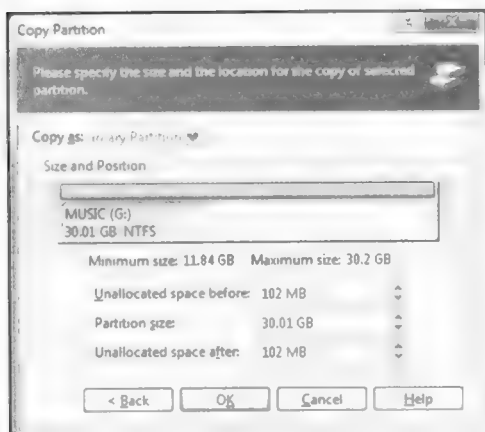 Copy Partition
Please specify the size and the location for the copy of selected
partition.
Copy as:
Size and Position
MUSIC (G:)
30.01 GB NTFS
Minimum size: 11.84 GB Maximum size: 30.2 GB
Unallocated space before: 102 MB
Partition size: 30.01 GB
Unallocated space after: 102 MB
< Back OK Cancel Help